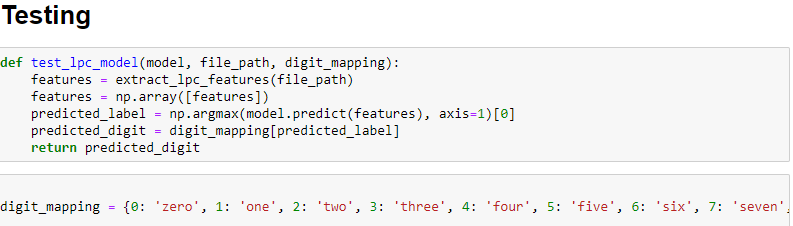 Testing
def test_lpc_model(model, file_path, digit_mapping):
    features = extract_lpc_features(file_path)
    features = np.array([features])
    predicted_label = np.argmax(model.predict(features), axis=1)[0]
    predicted_digit = digit_mapping[predicted_label]
    return predicted_digit
digit_mapping = {0: 'zero', 1: 'one', 2: 'two', 3: 'three', 4: 'four', 5: 'five', 6: 'six', 7: 'seven',